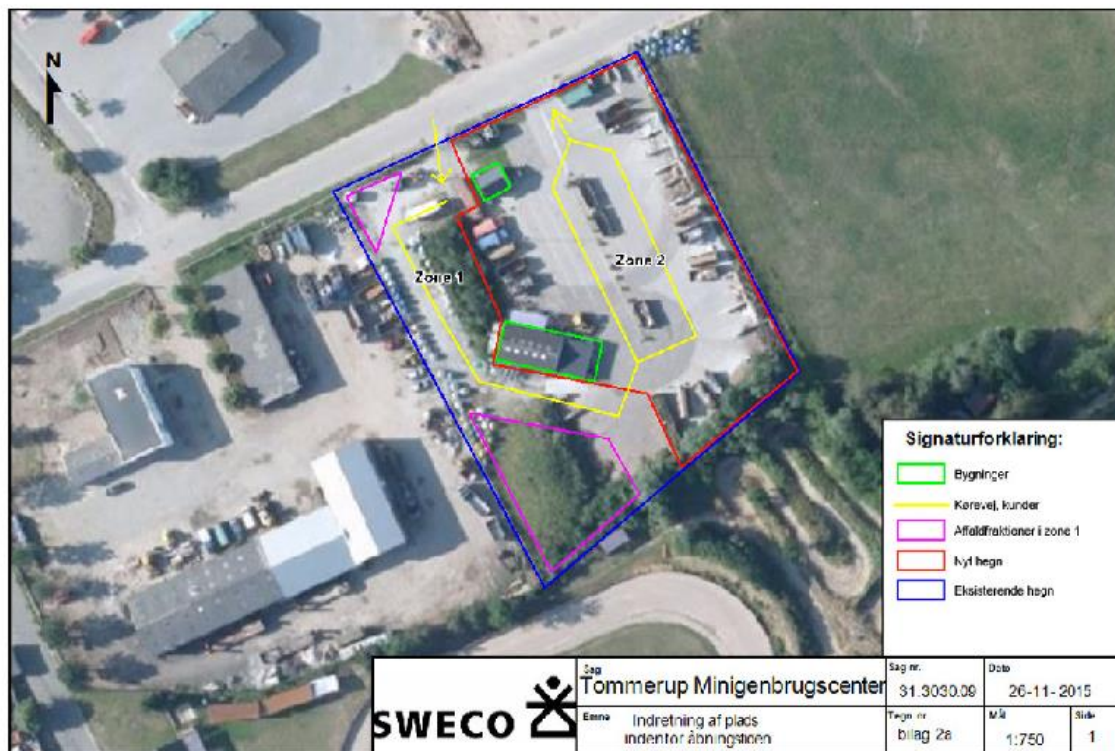 N
Zone 1
Zone 2
Signaturforklaring:
Bygninger
Kørevej, kunder
Affaldfraktioner i zone 1
Nyt hegn
Eksisterende hegn
SWECO
Sag
Tommerup Minigenbrugscenter
Sag nr.
31.3030.09
Dato
26-11-2015
Emne
Indretning af plads
indenfor åbningstiden
Tegn.nr
bilag 2a
Mål
1:750
Side
1